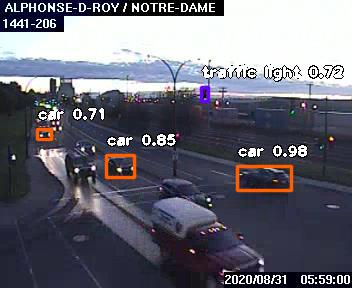 ALPHONSE-D-ROY / NOTRE-DAME
1441-206
traffic light 0.72
car 0.71
car 0.85
car 0.98
2020/08/31 05:59:00